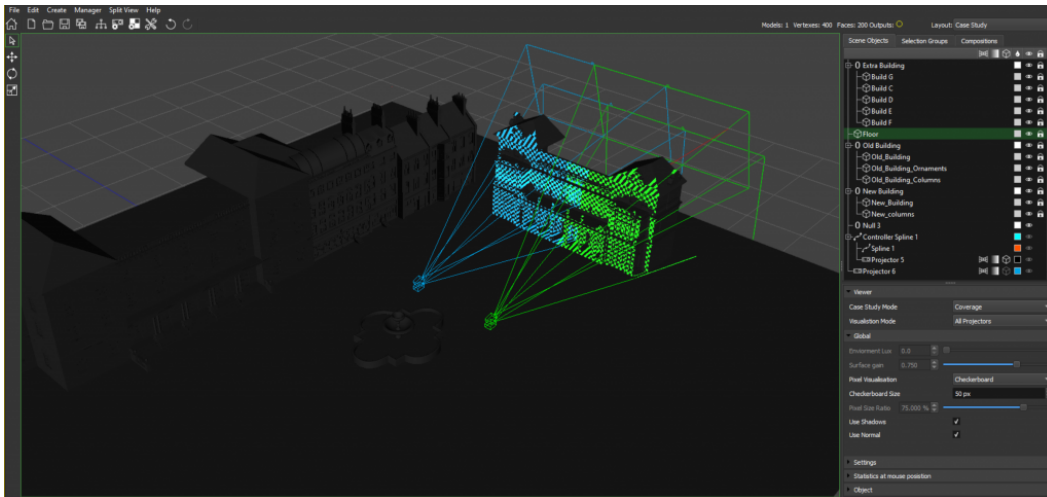 File Edit Create Manager Split View Help
Models: 1 Vertexes: 400 Faces: 200 Outputs: Layout: Case Study
Scene Objects Selection Groups Compositions
Extra Building
Build G
Build C
Build D
Build E
Build F
Floor
Old Building
Old_Building
Old_Building_Ornaments
Old_Building_Columns
New Building
New_Building
New_columns
Null 3
Controller Spline 1
Spline 1
Projector 5
Projector 6
Viewer
Case Study Mode Coverage
Visualistion Mode All Projectors
Global
Enviroment Lux 0.0
Surface gain 0.750
Pixel Visualisation Checkerboard
Checkerboard Size 50 px
Pixel Size Ratio 75.000 %
Use Shadows
Use Normal
Settings
Statistics at mouse position
Object